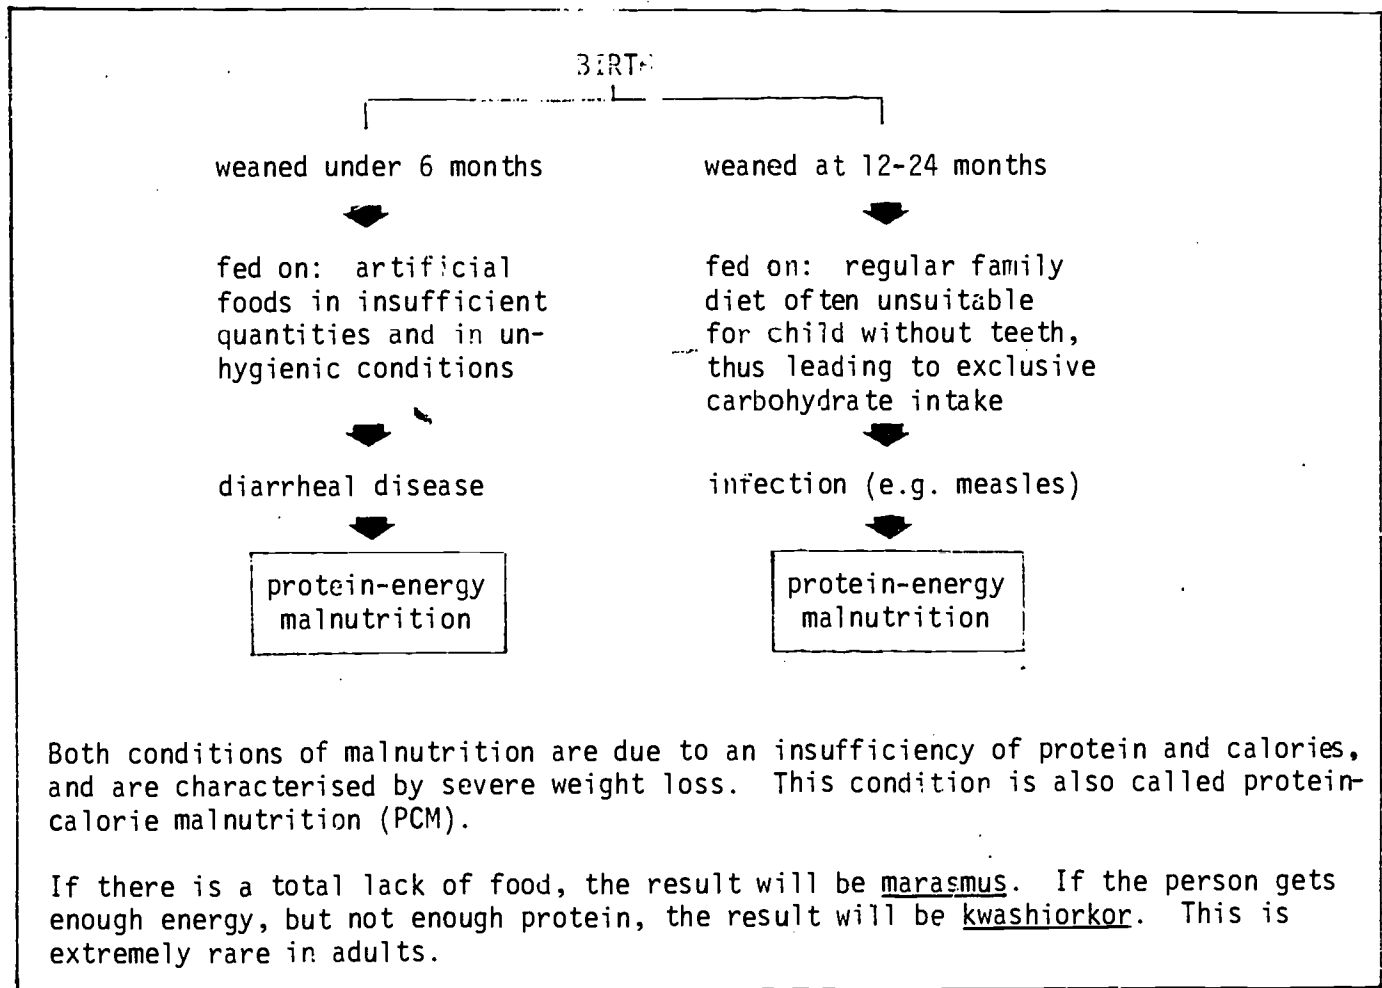 BIRTH
weaned under 6 months
fed on: artificial
foods in insufficient
quantities and in un-
hygienic conditions
diarrheal disease
protein-energy
malnutrition
weaned at 12-24 months
fed on: regular family
diet often unsuitable
for child without teeth,
thus leading to exclusive
carbohydrate intake
infection (e.g. measles)
protein-energy
malnutrition
Both conditions of malnutrition are due to an insufficiency of protein and calories,
and are characterised by severe weight loss. This condition is also called protein-
calorie malnutrition (PCM).
If there is a total lack of food, the result will be marasmus. If the person gets
enough energy, but not enough protein, the result will be kwashiorkor. This is
extremely rare in adults.